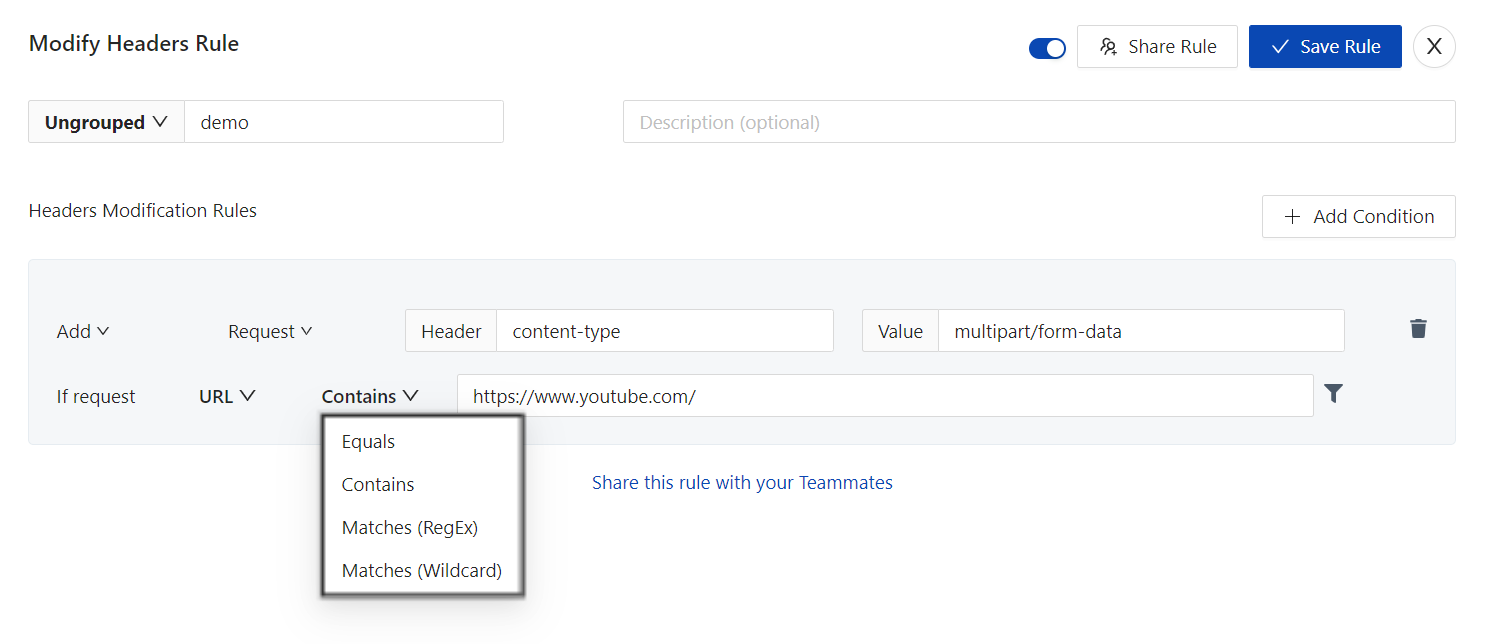 Modify Headers Rule
Share Rule
Save Rule
X
Ungrouped
demo
Description (optional)
Headers Modification Rules
+ Add Condition
Add
Request
Header
content-type
Value
multipart/form-data
If request
URL
Contains
https://www.youtube.com/
Equals
Contains
Matches (RegEx)
Matches (Wildcard)
Share this rule with your Teammates